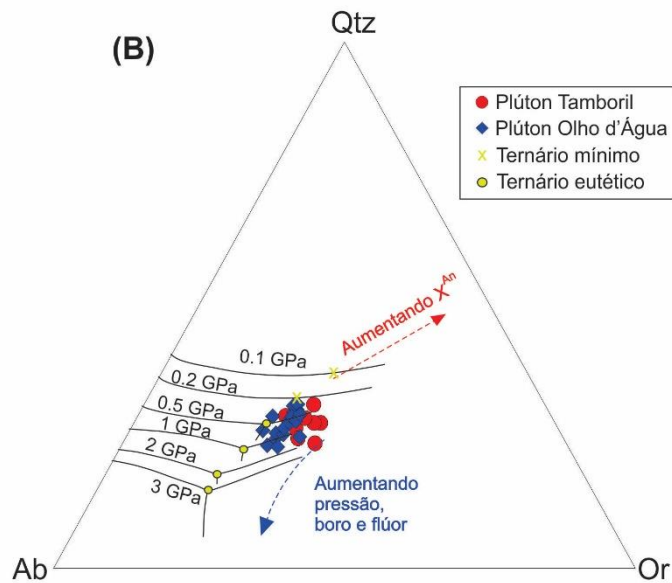 Qtz
(B)
Plúton Tamboril
Plúton Olho d'Água
Ternário mínimo
Ternário eutético
Aumentando X^An
0.1 GPa
0.2 GPa
0.5 GPa
1 GPa
2 GPa
3 GPa
Aumentando
pressão,
boro e flúor
Ab
Or